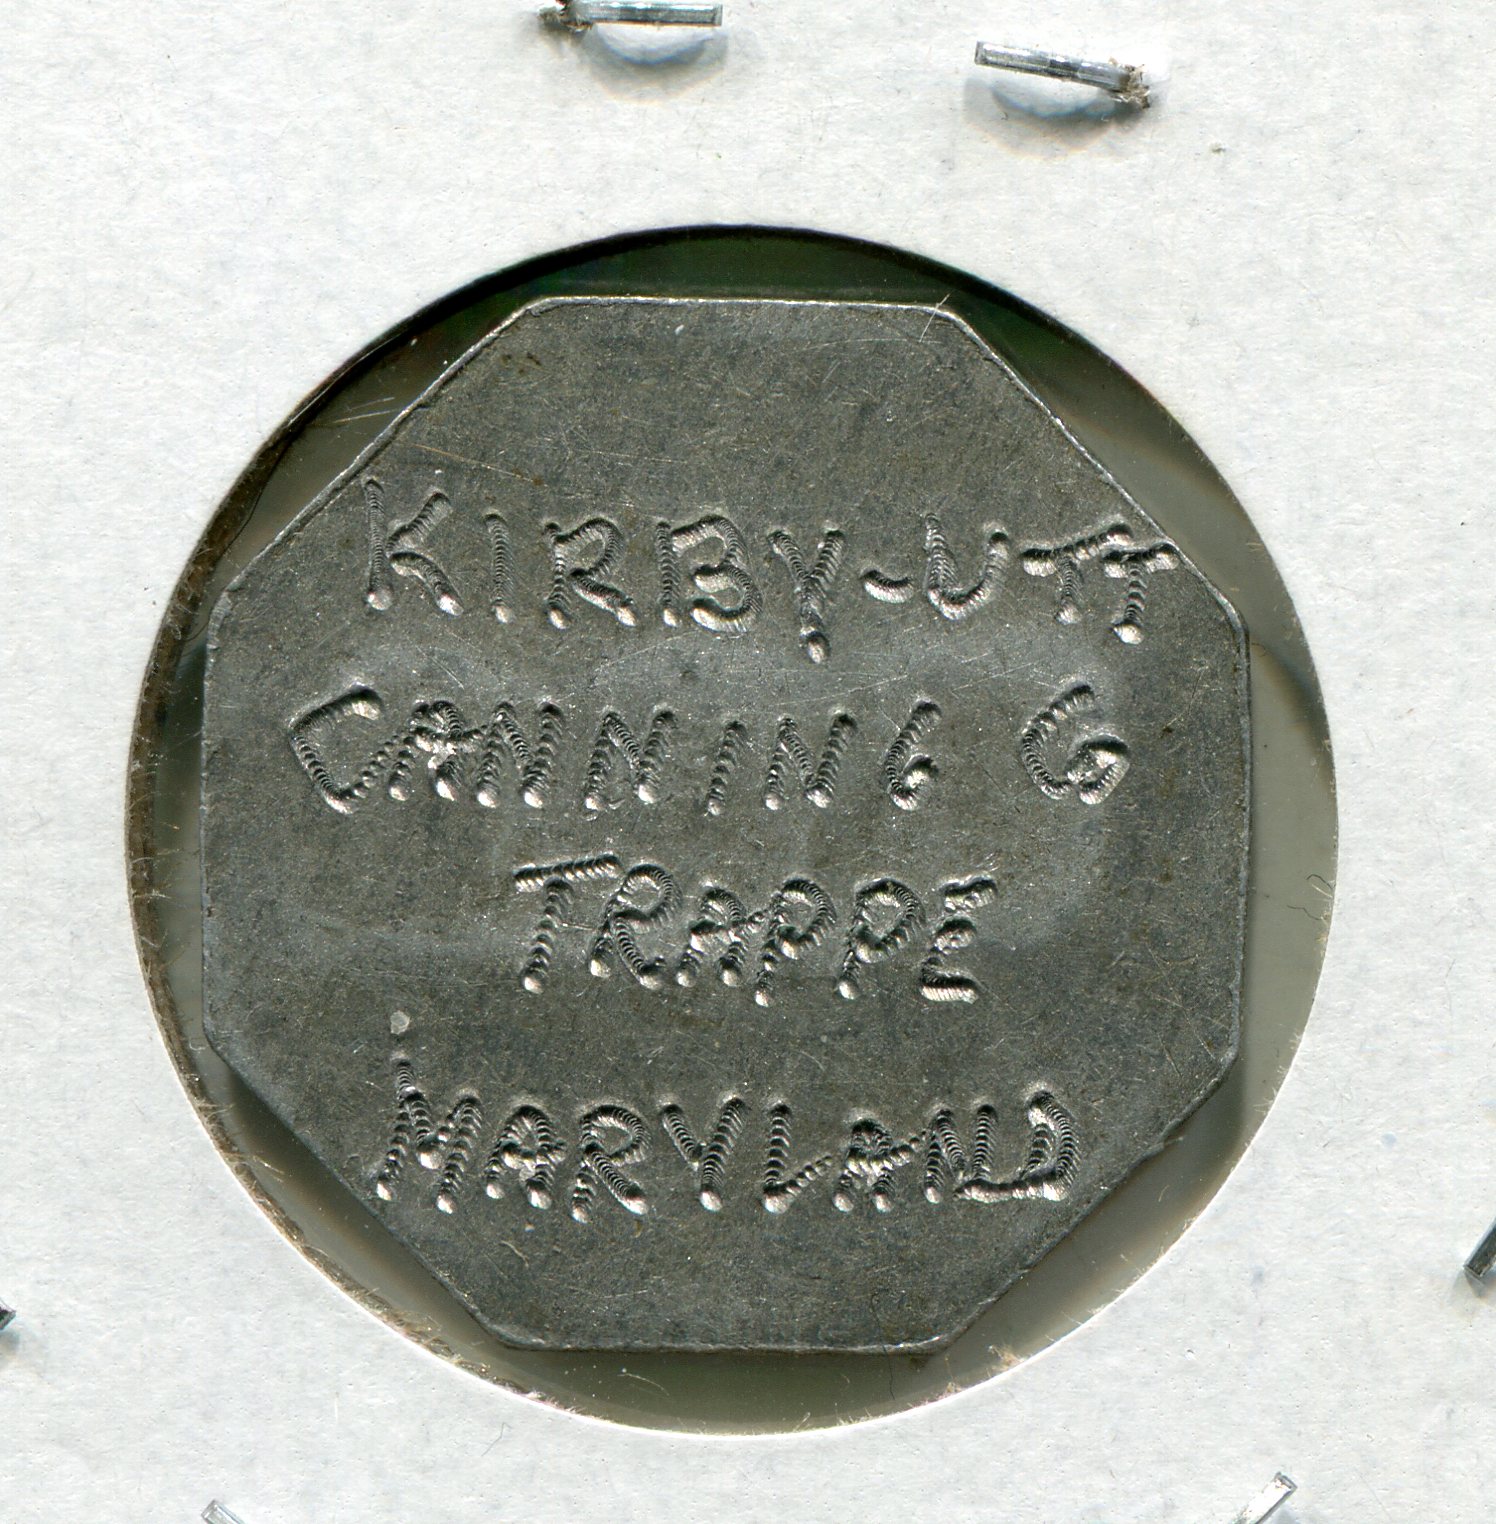 KIRBY-UTT
CANNING G
TRAPPE
MARYLAND